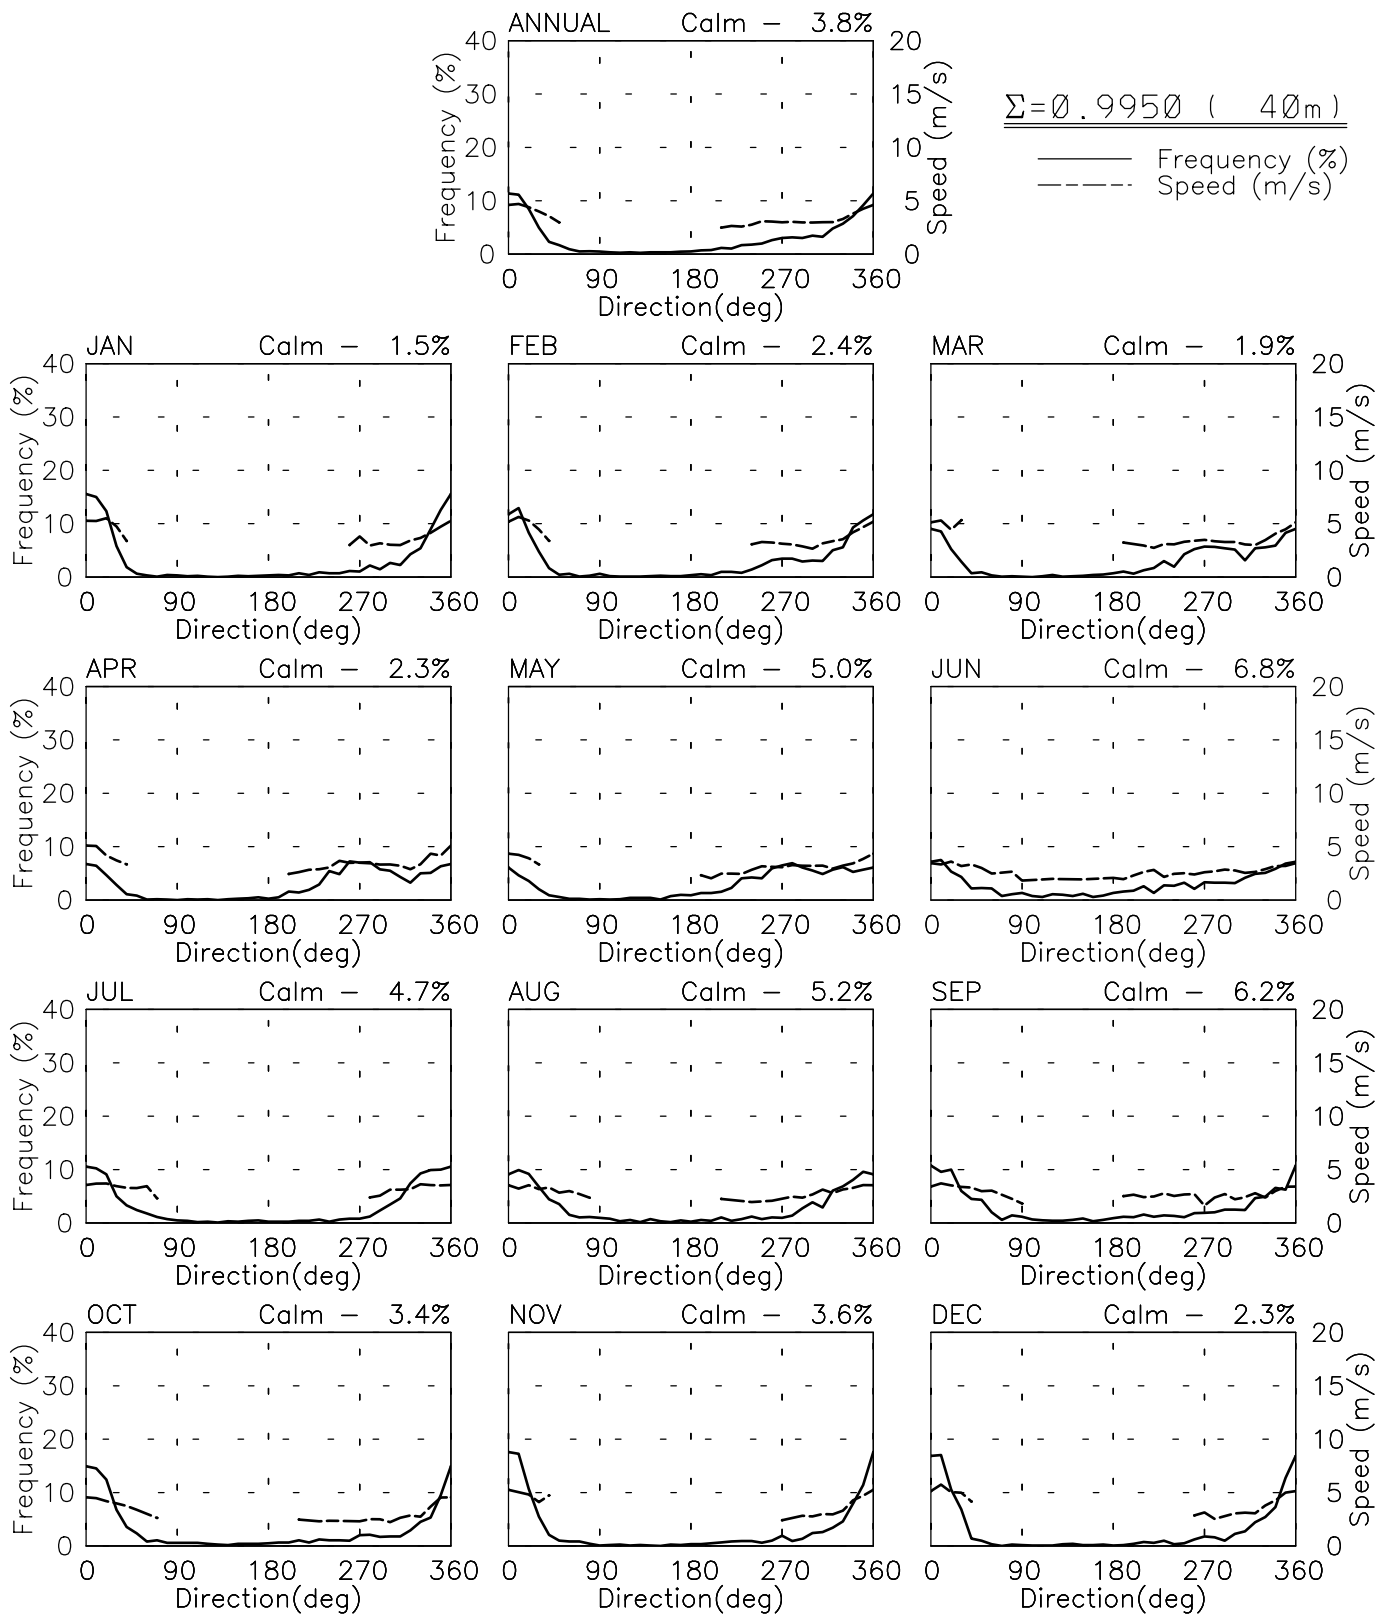 ANNUAL Calm - 3.8%
40 20
30 15
20 10
10 5
0 0
Frequency (%)
Speed (m/s)
0 90 180 270 360
Direction(deg)
Σ=0.9950 ( 40m)
Frequency (%)
Speed (m/s)
JAN Calm - 1.5% FEB Calm - 2.4% MAR Calm - 1.9%
40 20
30 15
20 10
10 5
0 0
Frequency (%)
Speed (m/s)
0 90 180 270 360 0 90 180 270 360 0 90 180 270 360
Direction(deg) Direction(deg) Direction(deg)
APR Calm - 2.3% MAY Calm - 5.0% JUN Calm - 6.8%
40 20
30 15
20 10
10 5
0 0
Frequency (%)
Speed (m/s)
0 90 180 270 360 0 90 180 270 360 0 90 180 270 360
Direction(deg) Direction(deg) Direction(deg)
JUL Calm - 4.7% AUG Calm - 5.2% SEP Calm - 6.2%
40 20
30 15
20 10
10 5
0 0
Frequency (%)
Speed (m/s)
0 90 180 270 360 0 90 180 270 360 0 90 180 270 360
Direction(deg) Direction(deg) Direction(deg)
OCT Calm - 3.4% NOV Calm - 3.6% DEC Calm - 2.3%
40 20
30 15
20 10
10 5
0 0
Frequency (%)
Speed (m/s)
0 90 180 270 360 0 90 180 270 360 0 90 180 270 360
Direction(deg) Direction(deg) Direction(deg)